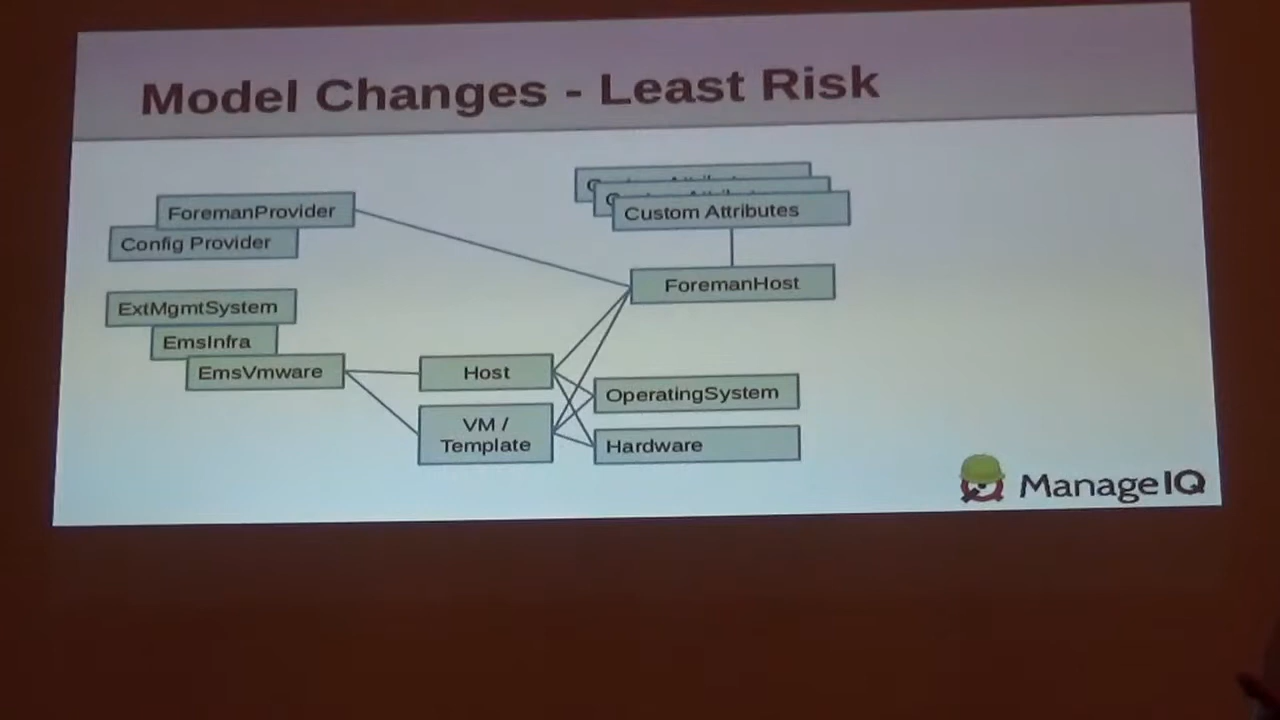 Model Changes - Least Risk
ForemanProvider
Config Provider
Custom Attributes
ForemanHost
ExtMgmtSystem
EmsInfra
EmsVmware
Host
VM /
Template
OperatingSystem
Hardware
ManageIQ